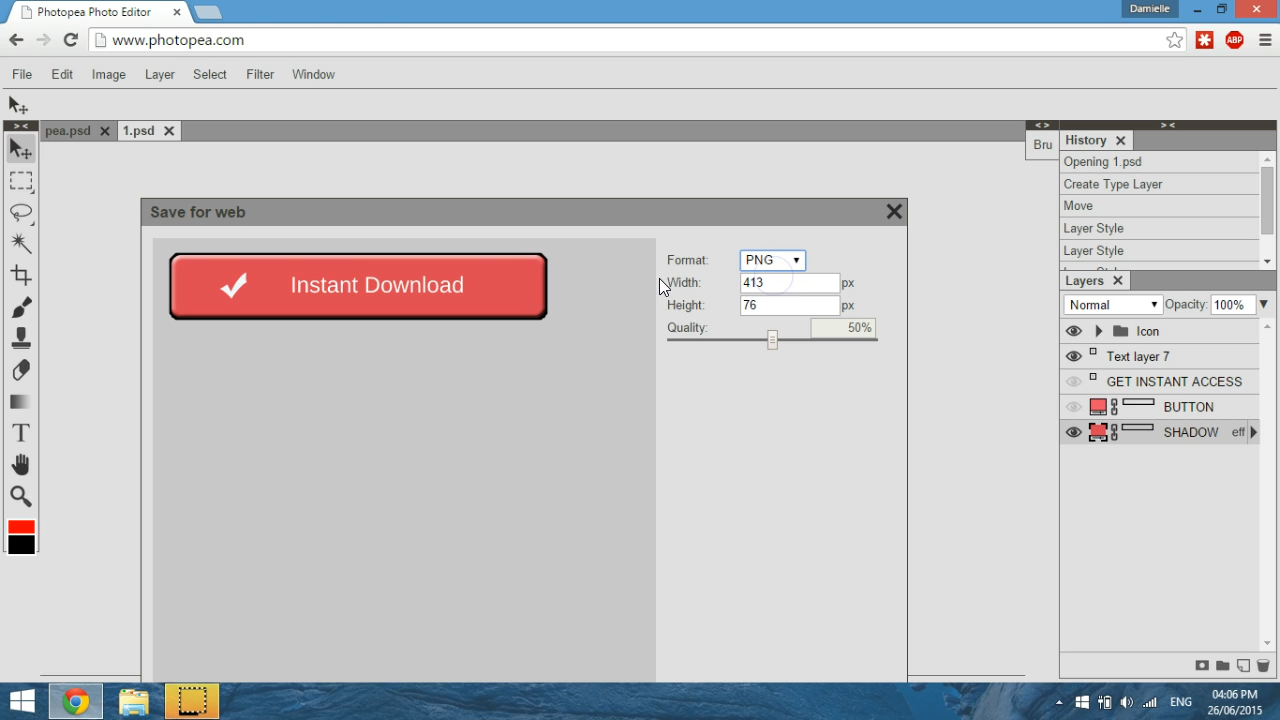 Photopea Photo Editor
Damielle
www.photopea.com
ABP
File Edit Image Layer Select Filter Window
pea.psd
1.psd
Bru
History
Opening 1.psd
Create Type Layer
Move
Layer Style
Layer Style
Save for web
Instant Download
Format: PNG
Width: 413 px
Height: 76 px
Quality: 50%
Layers
Normal Opacity: 100%
Icon
Text layer 7
GET INSTANT ACCESS
BUTTON
SHADOW eff
T
ENG
04:06 PM
26/06/2015